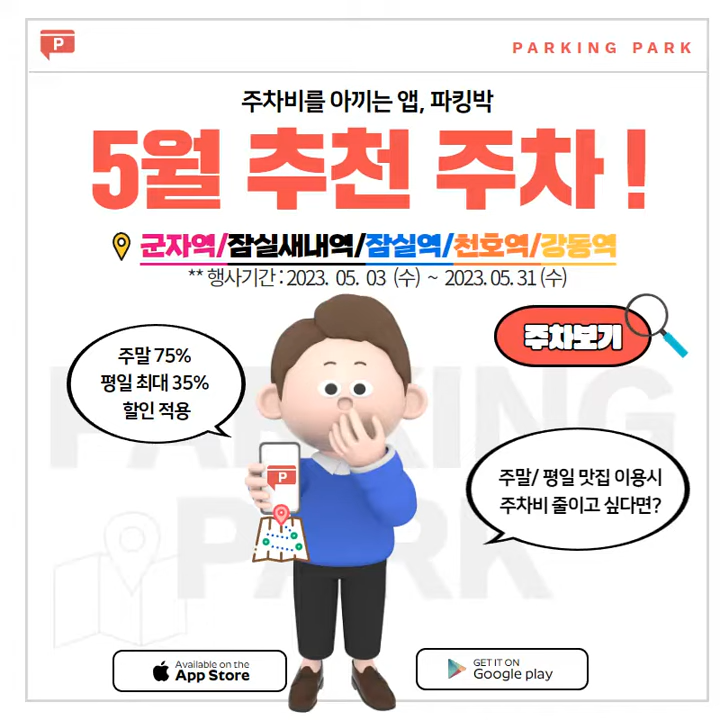 P
PARKING PARK
주차비를 아끼는 앱, 파킹박
5월 추천 주차 !
군자역/잠실새내역/잠실역/천호역/강동역
** 행사기간 : 2023. 05. 03 (수) ~ 2023. 05. 31 (수)
주차보기
주말 75%
평일 최대 35%
할인 적용
주말/ 평일 맛집 이용시
주차비 줄이고 싶다면?
P
PARKING
PARK
Available on the
App Store
GET IT ON
Google play